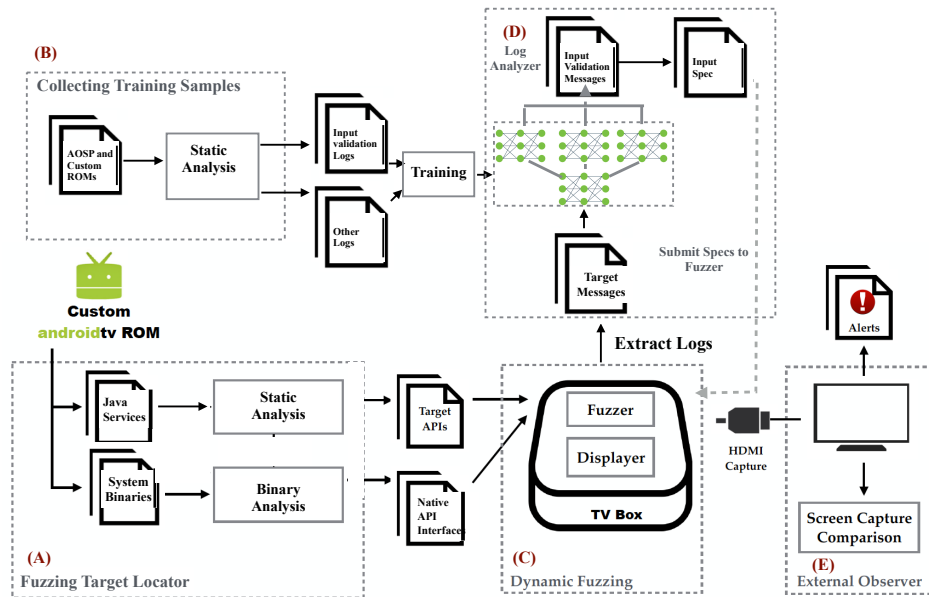 (B)
Collecting Training Samples
AOSP and
Custom
ROMs
Static
Analysis
Input
validation
Logs
Other
Logs
Training
(D)
Log
Analyzer
Input
Validation
Messages
Input
Spec
Target
Messages
Submit Specs to
Fuzzer
Custom
androidtv ROM
Extract Logs
Java
Services
Static
Analysis
System
Binaries
Binary
Analysis
(A)
Fuzzing Target Locator
Target
APIs
Native
API
Interfaces
Fuzzer
Displayer
TV Box
(C)
Dynamic Fuzzing
HDMI
Capture
Alerts
Screen Capture
Comparison
(E)
External Observer